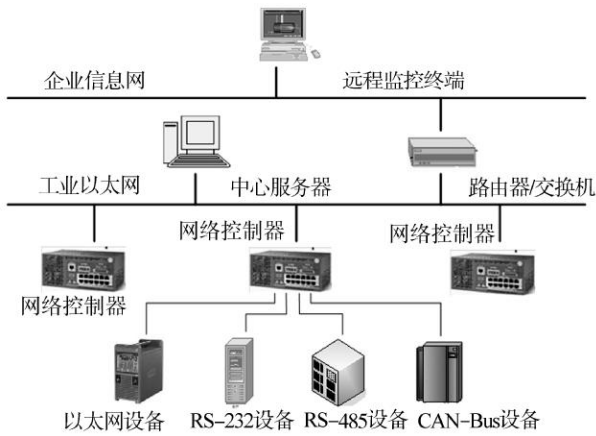 企业信息网
远程监控终端
工业以太网
中心服务器
路由器/交换机
网络控制器
网络控制器
网络控制器
以太网设备
RS-232设备
RS-485设备
CAN-Bus设备